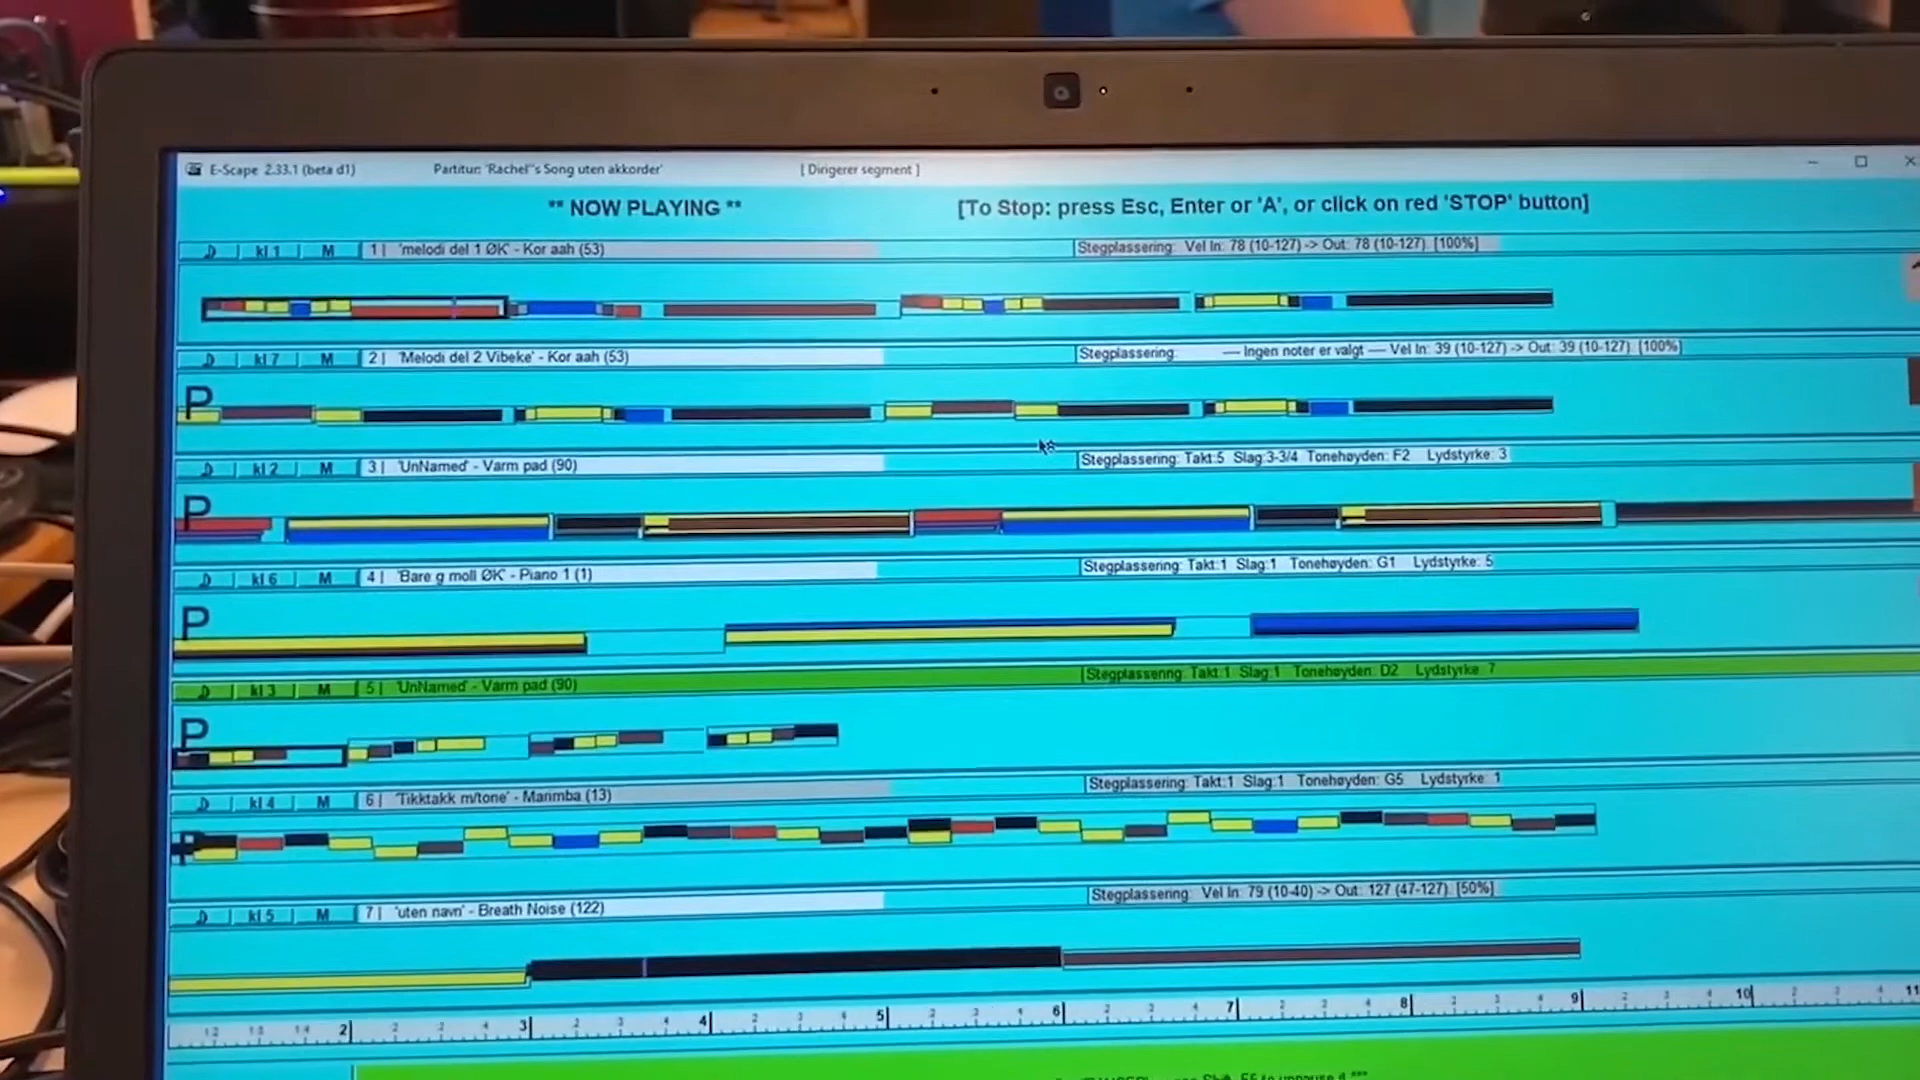 E-Scape 2.33.1 (beta d1) Partitur: 'Rachel''s Song uten akkorder' [ Dirigerer segment ]
** NOW PLAYING ** [To Stop: press Esc, Enter or 'A', or click on red 'STOP' button]
kl 1 M 1 | 'melodi del 1 ØK' - Kor aah (53) Stegplassering: Vel In: 78 (10-127) -> Out: 78 (10-127) [100%]
kl 7 M 2 | 'Melodi del 2 Vibeke' - Kor aah (53) Stegplassering: --- Ingen noter er valgt --- Vel In: 39 (10-127) -> Out: 39 (10-127) [100%]
P
kl 2 M 3 | 'UnNamed' - Varm pad (90) Stegplassering: Takt:5 Slag:3-3/4 Tonehøyden: F2 Lydstyrke: 3
P
kl 6 M 4 | 'Bare g moll ØK' - Piano 1 (1) Stegplassering: Takt:1 Slag:1 Tonehøyden: G1 Lydstyrke: 5
P
kl 3 M 5 | 'UnNamed' - Varm pad (90) Stegplassering: Takt:1 Slag:1 Tonehøyden: D2 Lydstyrke: 7
P
kl 4 M 6 | 'Tikktakk m/tone' - Marimba (13) Stegplassering: Takt:1 Slag:1 Tonehøyden: G5 Lydstyrke: 1
P
kl 5 M 7 | 'uten navn' - Breath Noise (122) Stegplassering: Vel In: 79 (10-40) -> Out: 127 (47-127) [50%]
2 3 4 5 6 7 8 9 10 11